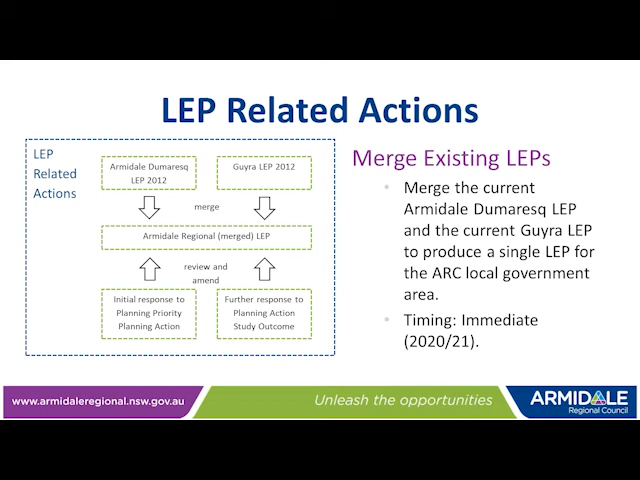 LEP Related Actions
LEP
Related
Actions
Armidale Dumaresq
LEP 2012
Guyra LEP 2012
merge
Armidale Regional (merged) LEP
review and
amend
Initial response to
Planning Priority
Planning Action
Further response to
Planning Action
Study Outcome
Merge Existing LEPs
• Merge the current
Armidale Dumaresq LEP
and the current Guyra LEP
to produce a single LEP for
the ARC local government
area.
• Timing: Immediate
(2020/21).
www.armidaleregional.nsw.gov.au
Unleash the opportunities
ARMIDALE
Regional Council